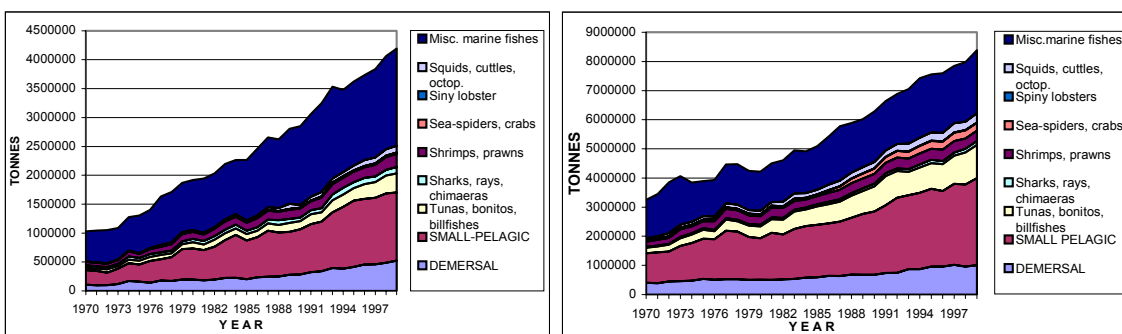 TONNES
4500000
4000000
3500000
3000000
2500000
2000000
1500000
1000000
500000
0
1970 1973 1976 1979 1982 1985 1988 1991 1994 1997
Y E A R
Misc. marine fishes
Squids, cuttles,
octop.
Siny lobster
Sea-spiders, crabs
Shrimps, prawns
Sharks, rays,
chimaeras
Tunas, bonitos,
billfishes
SMALL-PELAGIC
DEMERSAL
TONNES
9000000
8000000
7000000
6000000
5000000
4000000
3000000
2000000
1000000
0
1970 1973 1976 1979 1982 1985 1988 1991 1994 1997
Y E A R
Misc.marine fishes
Squids, cuttles,
octop.
Spiny lobsters
Sea-spiders, crabs
Shrimps, prawns
Sharks, rays,
chimaeras
Tunas, bonitos,
billfishes
SMALL PELAGIC
DEMERSAL